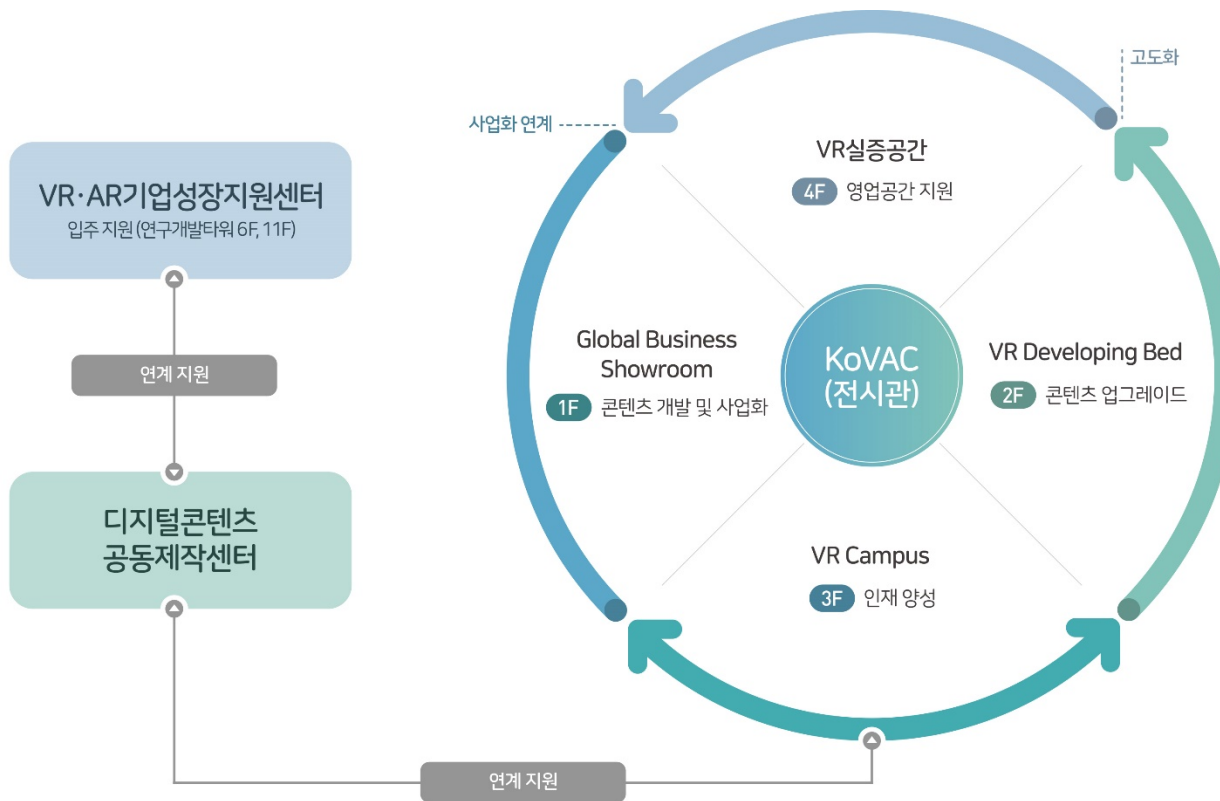 고도화
사업화 연계
VR·AR기업성장지원센터
입주 지원 (연구개발타워 6F, 11F)
연계 지원
디지털콘텐츠
공동제작센터
VR실증공간
4F 영업공간 지원
Global Business
Showroom
1F 콘텐츠 개발 및 사업화
KoVAC
(전시관)
VR Developing Bed
2F 콘텐츠 업그레이드
VR Campus
3F 인재 양성
연계 지원